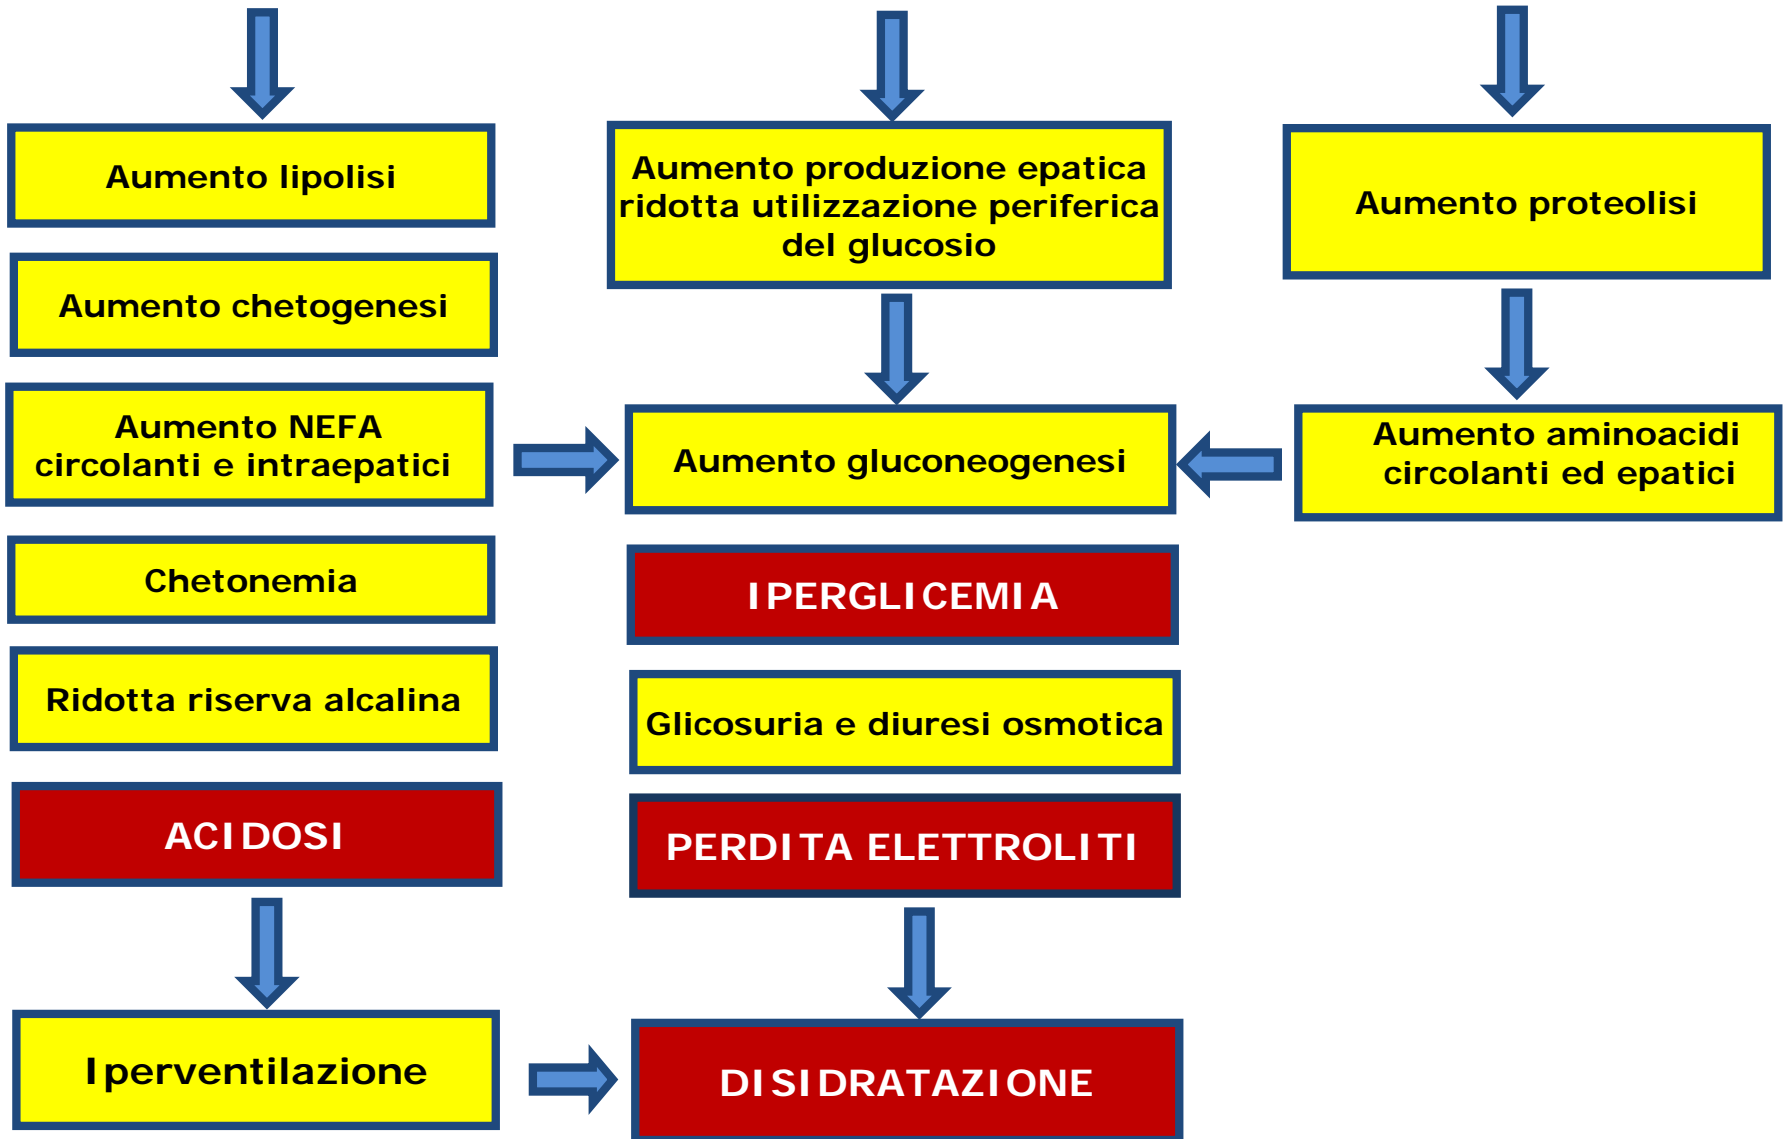 Aumento lipolisi
Aumento chetogenesi
Aumento NEFA
circolanti e intraepatici
Chetonemia
Ridotta riserva alcalina
ACIDOSI
Iperventilazione
Aumento produzione epatica
ridotta utilizzazione periferica
del glucosio
Aumento gluconeogenesi
IPERGLICEMIA
Glicosuria e diuresi osmotica
PERDITA ELETTROLITI
DISIDRATAZIONE
Aumento proteolisi
Aumento aminoacidi
circolanti ed epatici